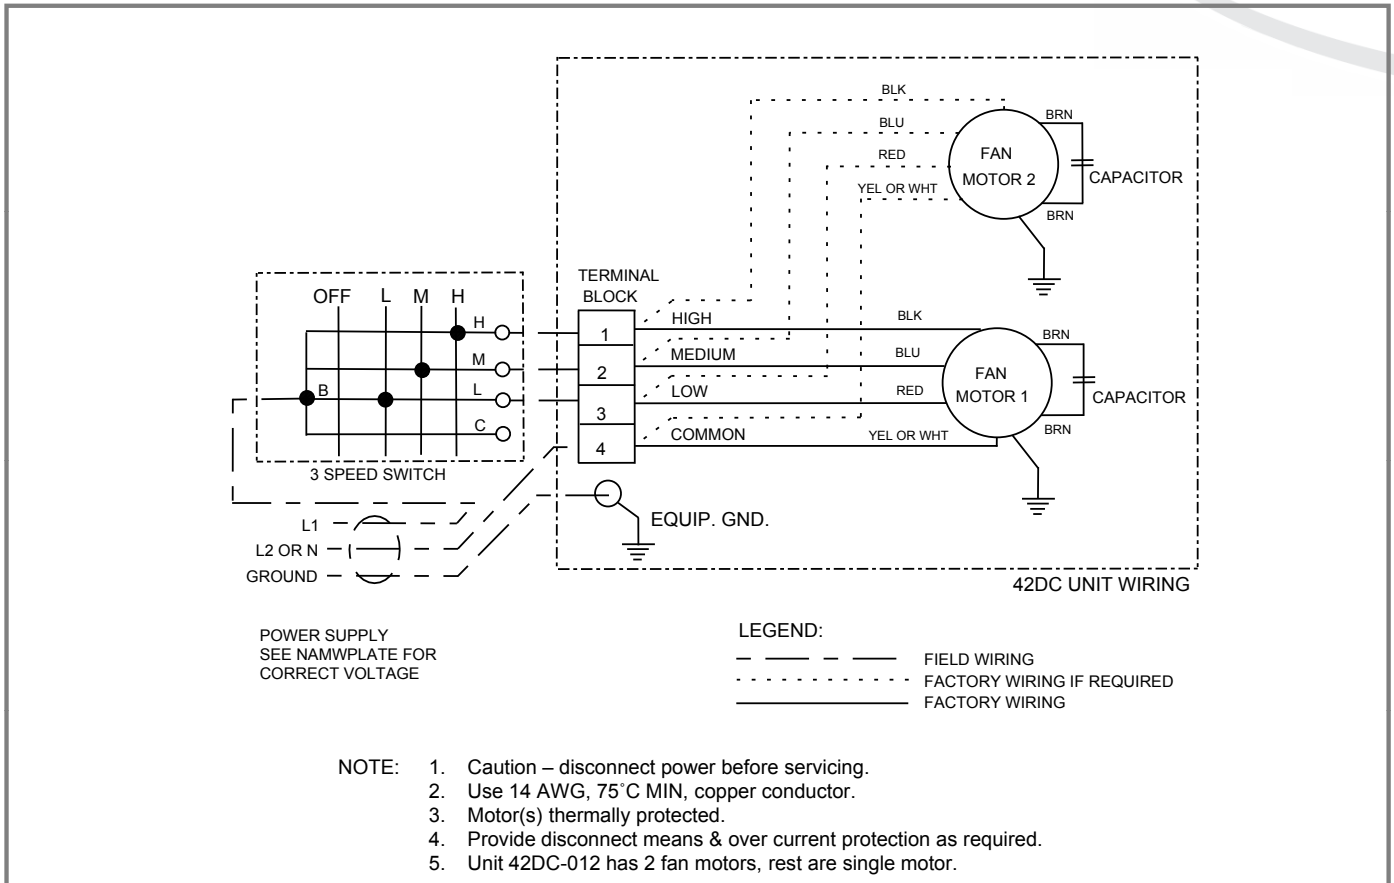 BLK
BLU
RED
YEL OR WHT
BRN
FAN
MOTOR 2
CAPACITOR
BRN
TERMINAL
BLOCK
OFF L M H
H
M
B
L
C
3 SPEED SWITCH
1
2
3
4
HIGH
MEDIUM
LOW
COMMON
BLK
BLU
RED
YEL OR WHT
BRN
FAN
MOTOR 1
CAPACITOR
BRN
L1
L2 OR N
GROUND
EQUIP. GND.
42DC UNIT WIRING
POWER SUPPLY
SEE NAMWPLATE FOR
CORRECT VOLTAGE
LEGEND:
FIELD WIRING
FACTORY WIRING IF REQUIRED
FACTORY WIRING
NOTE: 1. Caution – disconnect power before servicing.
2. Use 14 AWG, 75˚C MIN, copper conductor.
3. Motor(s) thermally protected.
4. Provide disconnect means & over current protection as required.
5. Unit 42DC-012 has 2 fan motors, rest are single motor.